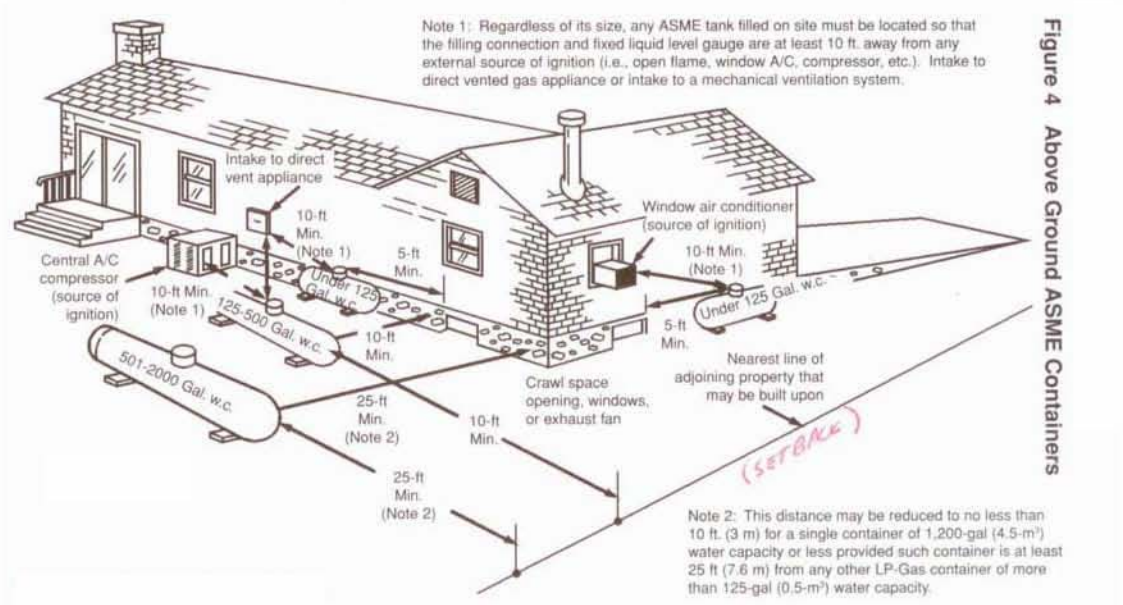 Note 1: Regardless of its size, any ASME tank filled on site must be located so that
the filling connection and fixed liquid level gauge are at least 10 ft. away from any
external source of ignition (i.e., open flame, window A/C, compressor, etc.). Intake to
direct vented gas appliance or intake to a mechanical ventilation system.
Figure 4 Above Ground ASME Containers
Intake to direct
vent appliance
10-ft
Min.
(Note 1)
5-ft
Min.
Window air conditioner
(source of ignition)
10-ft Min.
(Note 1)
Central A/C
compressor
(source of
ignition)
10-ft Min.
(Note 1)
Under 125
Gal. w.c.
125-500 Gal. w.c.
10-ft
Min.
Under 125 Gal. w.c.
5-ft
Min.
501-2000 Gal. w.c.
Nearest line of
adjoining property that
may be built upon
Crawl space
opening, windows,
or exhaust fan
25-ft
Min.
(Note 2)
10-ft
Min.
(SETBACK)
25-ft
Min.
(Note 2)
Note 2: This distance may be reduced to no less than
10 ft. (3 m) for a single container of 1,200-gal (4.5-m³)
water capacity or less provided such container is at least
25 ft (7.6 m) from any other LP-Gas container of more
than 125-gal (0.5-m³) water capacity.